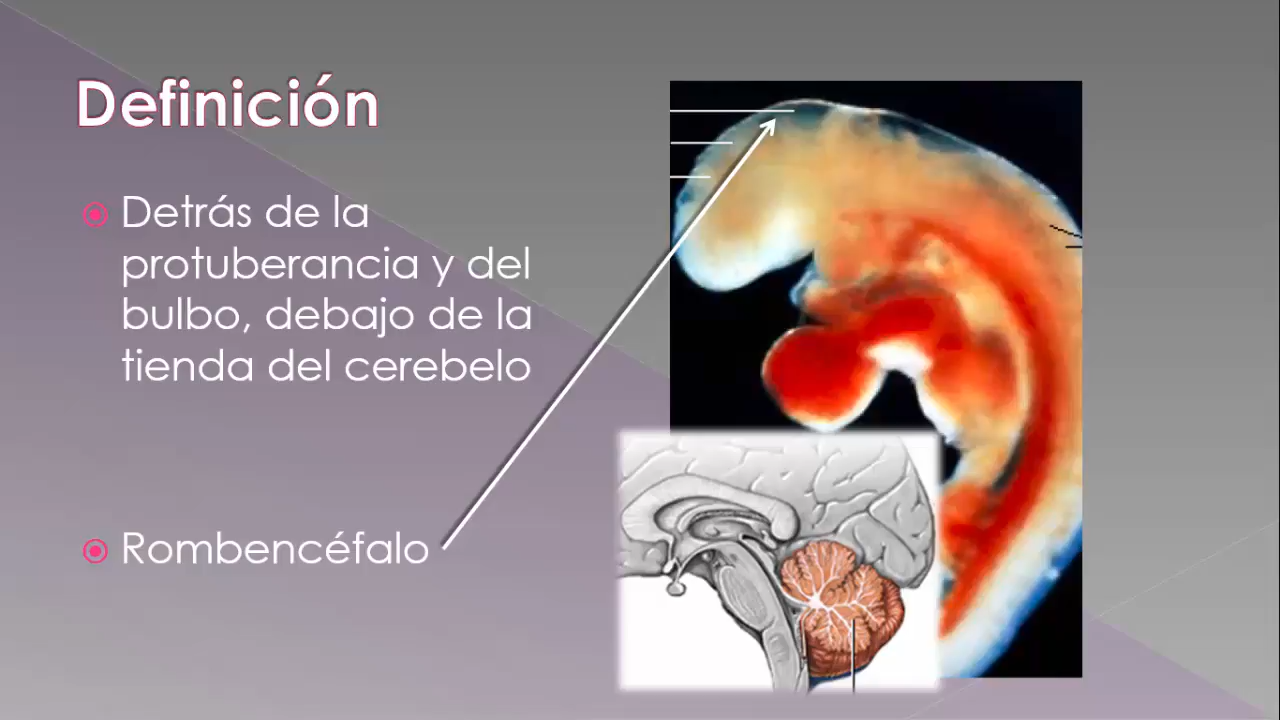 Definición
Detrás de la
protuberancia y del
bulbo, debajo de la
tienda del cerebelo
Rombencéfalo